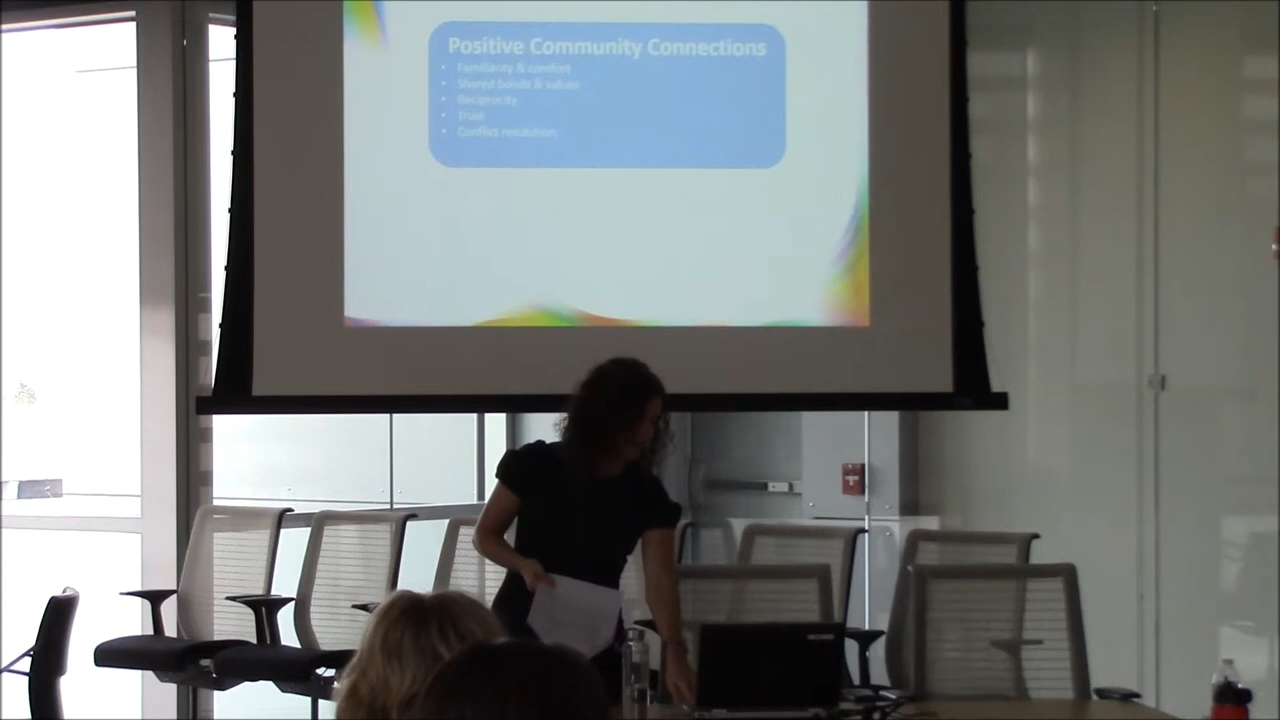 Positive Community Connections
• Familiarity & comfort
• Shared bonds & values
• Reciprocity
• Trust
• Conflict resolution